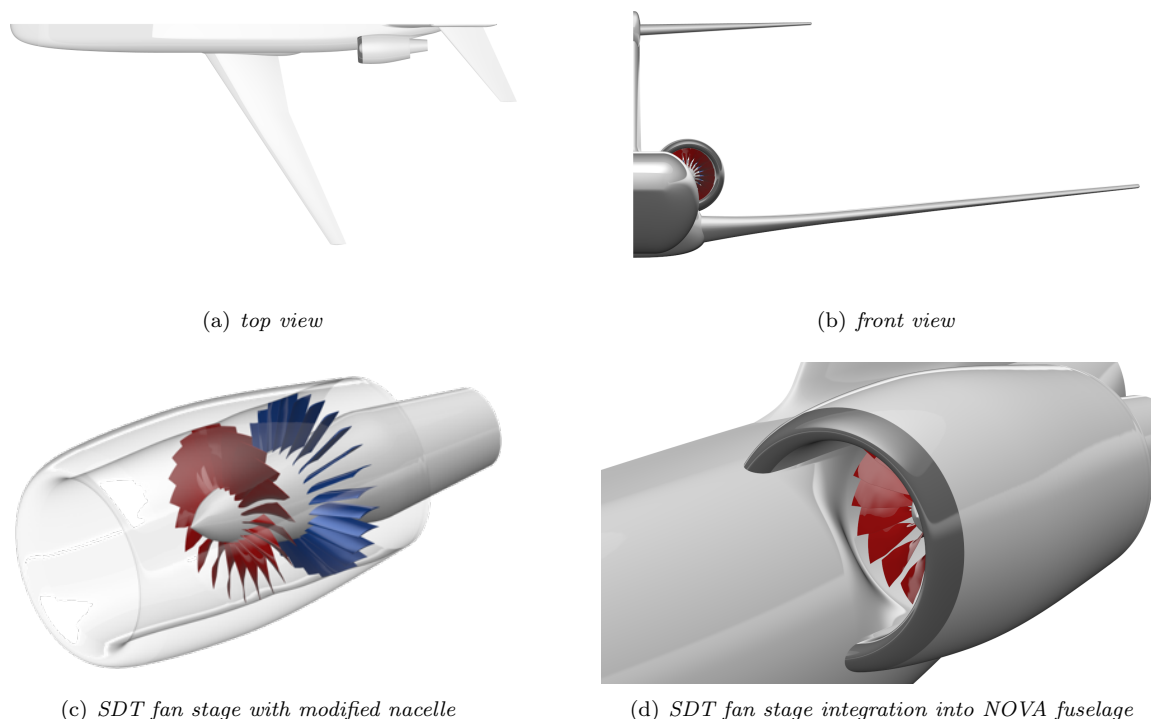 (a) top view
(b) front view
(c) SDT fan stage with modified nacelle
(d) SDT fan stage integration into NOVA fuselage